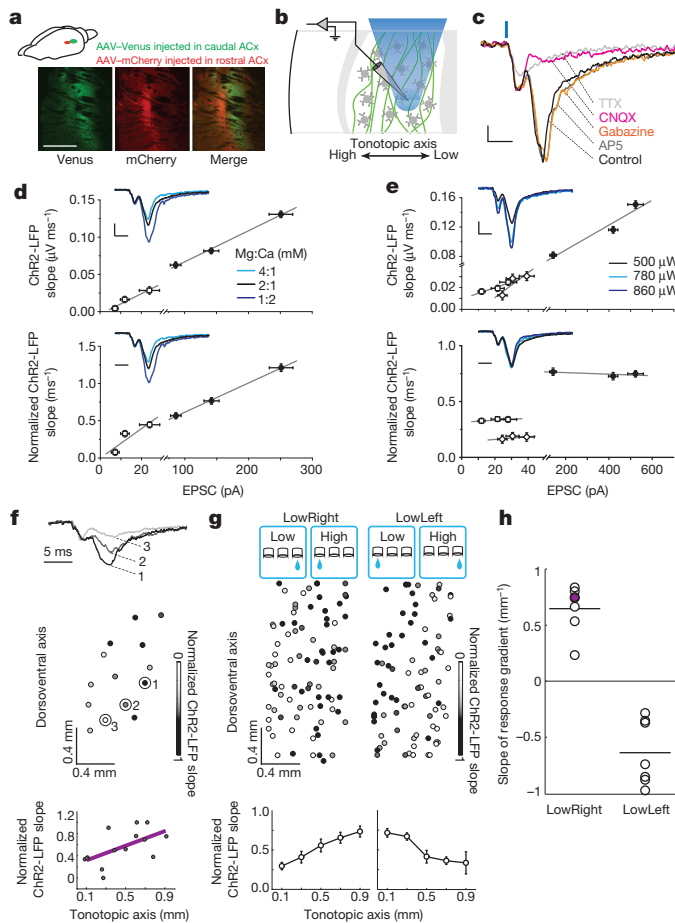 a
AAV–Venus injected in caudal ACx
AAV–mCherry injected in rostral ACx
Venus
mCherry
Merge
b
Tonotopic axis
High
Low
c
TTX
CNQX
Gabazine
AP5
Control
d
ChR2-LFP
slope (µV ms⁻¹)
0.15
0.10
0.05
0.00
Mg:Ca (mM)
4:1
2:1
1:2
Normalized ChR2-LFP
slope (ms⁻¹)
1.5
1.0
0.5
0
0
20
100
200
300
EPSC (pA)
e
ChR2-LFP
slope (µV ms⁻¹)
0.16
0.12
0.08
0.02
0
500 µW
780 µW
860 µW
Normalized ChR2-LFP
slope (ms⁻¹)
1.00
0.75
0.50
0.25
0
0
20
40
200
400
600
EPSC (pA)
f
5 ms
3
2
1
Dorsoventral axis
1
2
3
0.4 mm
0.4 mm
0
1
Normalized ChR2-LFP slope
Normalized
ChR2-LFP slope
1.2
0.8
0.4
0
0.1
0.5
0.9
Tonotopic axis (mm)
g
LowRight
LowLeft
Low
High
Low
High
Dorsoventral axis
0.4 mm
0.4 mm
0
1
Normalized ChR2-LFP slope
Normalized
ChR2-LFP slope
1.0
0.5
0
0.1
0.5
0.9
0.1
0.5
0.9
Tonotopic axis (mm)
h
Slope of response gradient (mm⁻¹)
1
0.5
0
−0.5
−1
LowRight
LowLeft